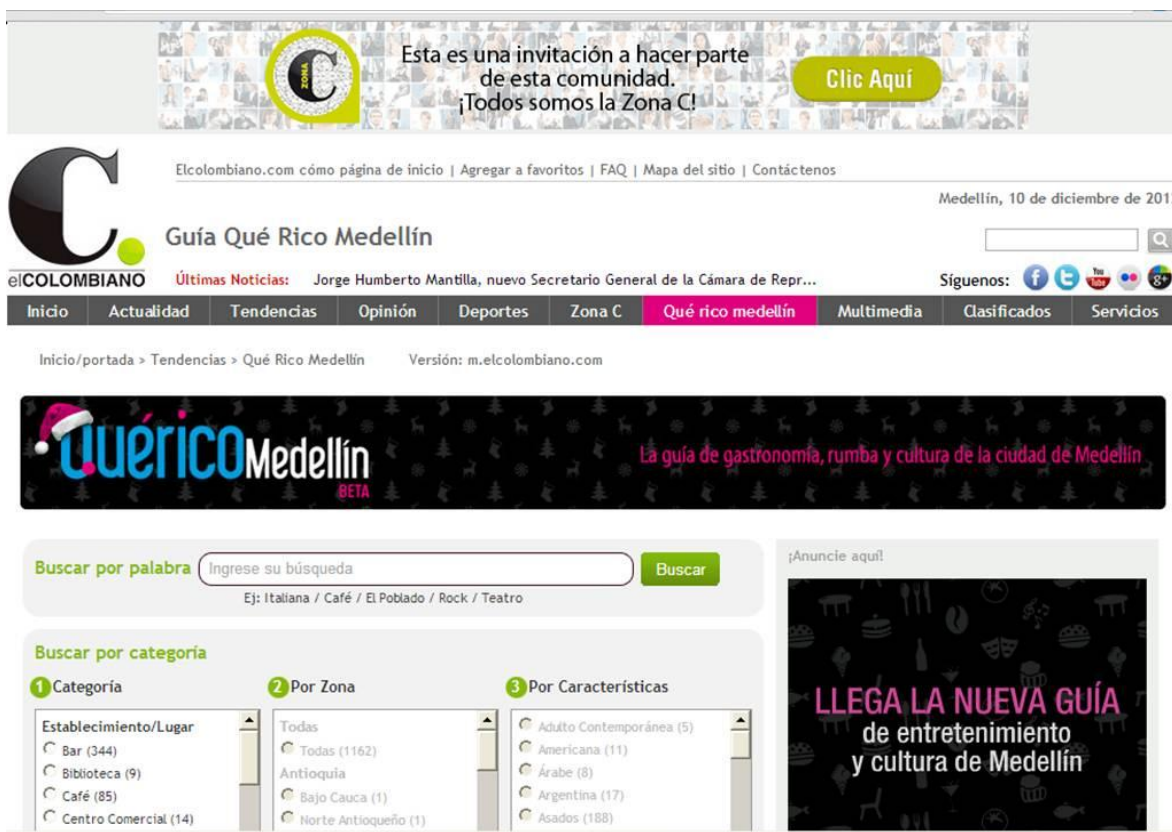 Esta es una invitación a hacer parte
de esta comunidad.
¡Todos somos la Zona C!
Clic Aquí
ZONA C
Elcolombiano.com cómo página de inicio | Agregar a favoritos | FAQ | Mapa del sitio | Contáctenos
Medellín, 10 de diciembre de 201
Guía Qué Rico Medellín
elCOLOMBIANO
Últimas Noticias: Jorge Humberto Mantilla, nuevo Secretario General de la Cámara de Repr...
Síguenos: You Tube g+
Inicio Actualidad Tendencias Opinión Deportes Zona C Qué rico medellín Multimedia Clasificados Servicios
Inicio/portada > Tendencias > Qué Rico Medellín Versión: m.elcolombiano.com
QuéricoMedellín
BETA
La guía de gastronomía, rumba y cultura de la ciudad de Medellín
Buscar por palabra Ingrese su búsqueda Buscar
Ej: Italiana / Café / El Poblado / Rock / Teatro
¡Anuncie aquí!
Buscar por categoría
1 Categoría
Establecimiento/Lugar
Bar (344)
Biblioteca (9)
Café (85)
Centro Comercial (14)
2 Por Zona
Todas
Todas (1162)
Antioquia
Bajo Cauca (1)
Norte Antioqueño (1)
3 Por Características
Adulto Contemporánea (5)
Americana (11)
Árabe (8)
Argentina (17)
Asados (188)
LLEGA LA NUEVA GUÍA
de entretenimiento
y cultura de Medellín